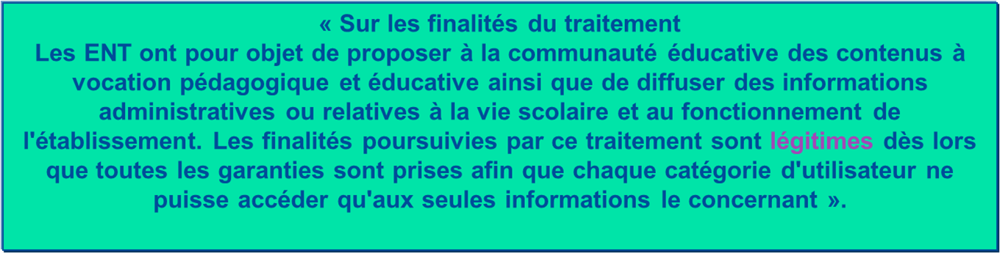 « Sur les finalités du traitement
Les ENT ont pour objet de proposer à la communauté éducative des contenus à
vocation pédagogique et éducative ainsi que de diffuser des informations
administratives ou relatives à la vie scolaire et au fonctionnement de
l'établissement. Les finalités poursuivies par ce traitement sont légitimes dès lors
que toutes les garanties sont prises afin que chaque catégorie d'utilisateur ne
puisse accéder qu'aux seules informations le concernant ».